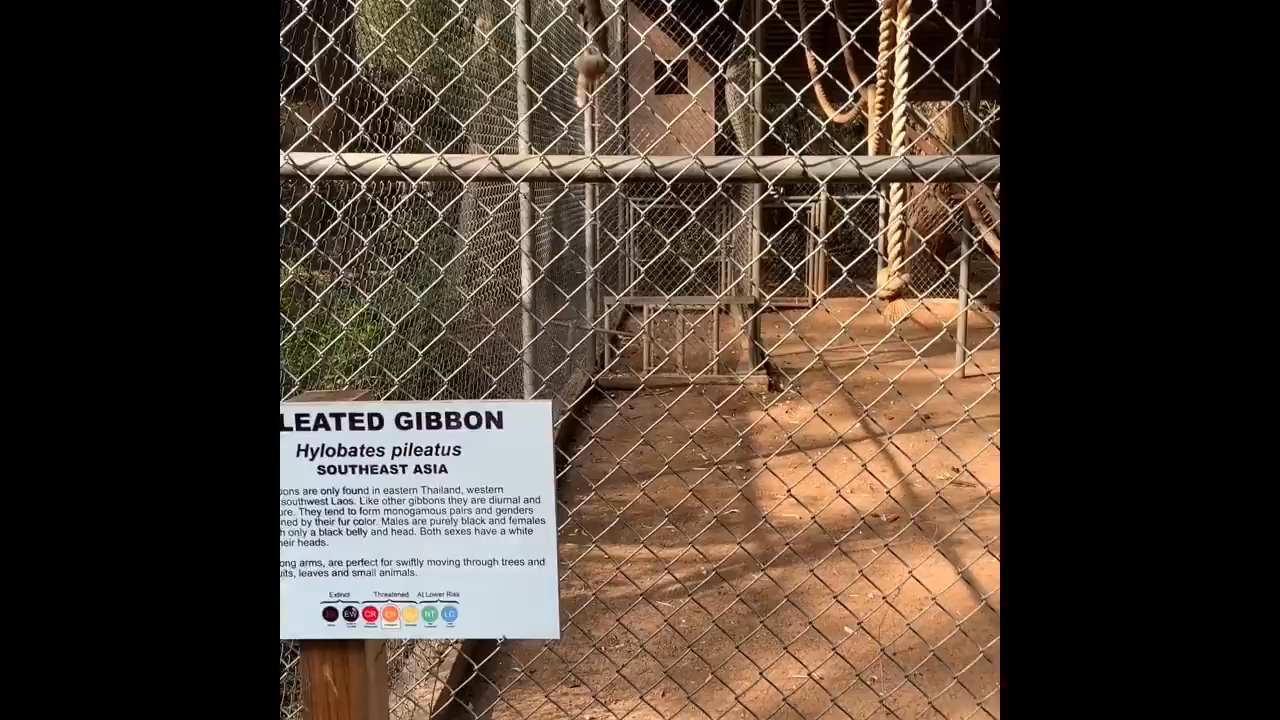 LEATED GIBBON
Hylobates pileatus
SOUTHEAST ASIA
ons are only found in eastern Thailand, western
southwest Laos. Like other gibbons they are diurnal and
ure. They tend to form monogamous pairs and genders
ned by their fur color. Males are purely black and females
h only a black belly and head. Both sexes have a white
heir heads.
ong arms, are perfect for swiftly moving through trees and
uits, leaves and small animals.
Extinct Threatened At Lower Risk
EW CR EN NT LC